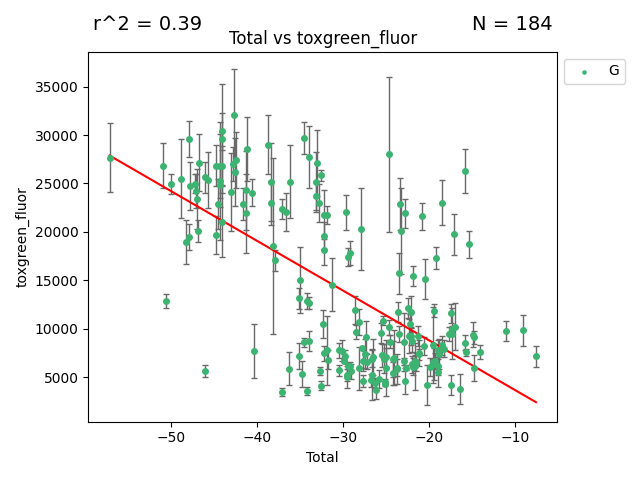 r^2 = 0.39
N = 184
Total vs toxgreen_fluor
G
35000
30000
25000
20000
15000
10000
5000
toxgreen_fluor
−50
−40
−30
−20
−10
Total